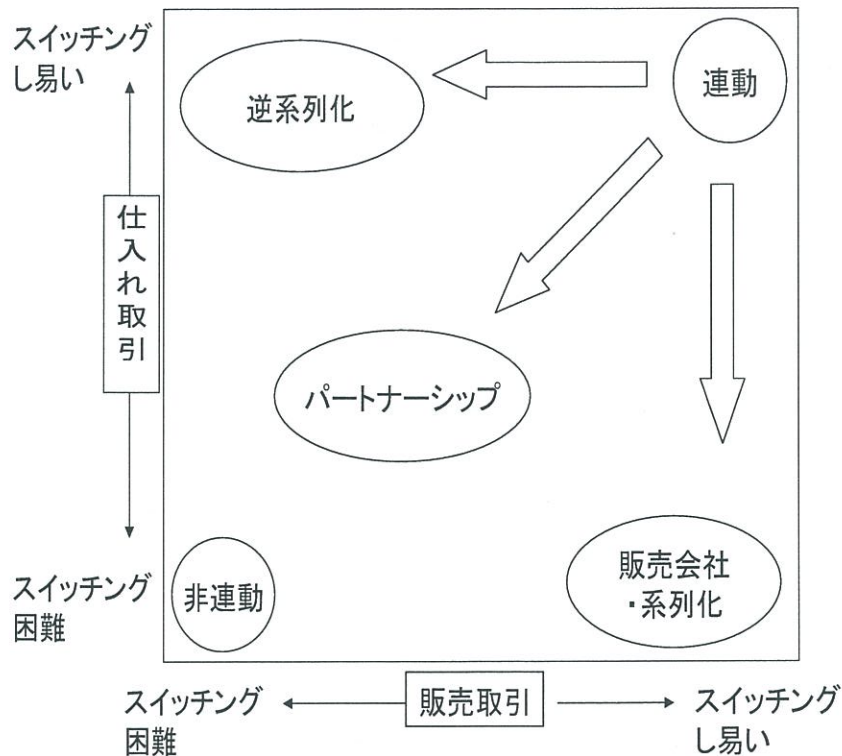 スイッチング
し易い
逆系列化
連動
仕入れ取引
パートナーシップ
スイッチング
困難
非連動
販売会社
・系列化
スイッチング
困難
販売取引
スイッチング
し易い